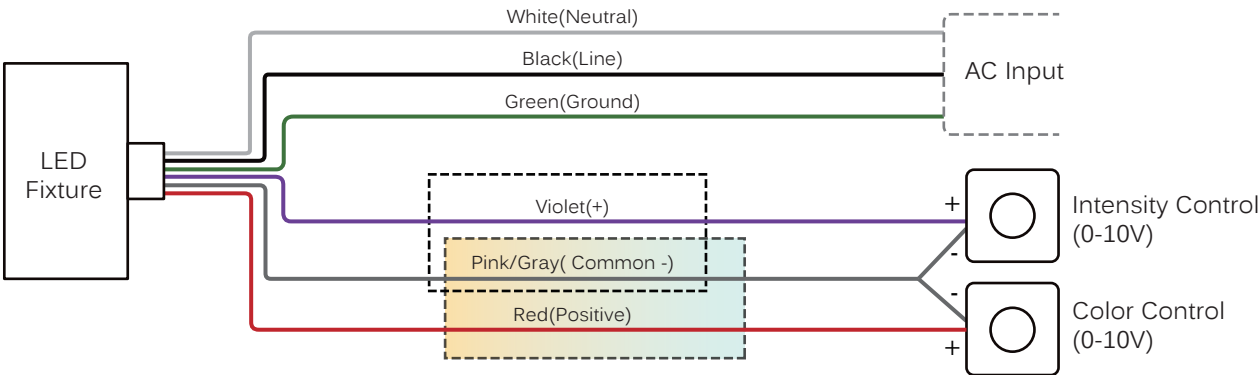 White(Neutral)
Black(Line)
AC Input
Green(Ground)
LED
Fixture
Violet(+)
+
Intensity Control
(0-10V)
-
Pink/Gray( Common -)
-
Red(Positive)
Color Control
(0-10V)
+